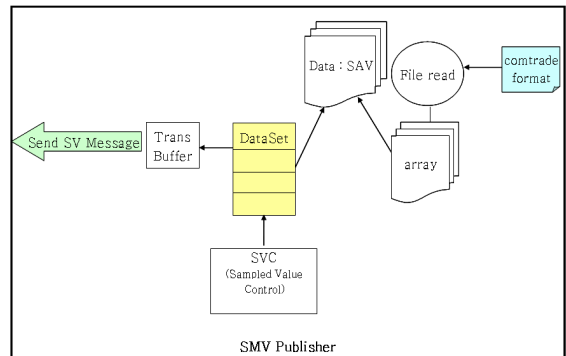 Data : SAV
File read
comtrade
format
Send SV Message
Trans
Buffer
DataSet
array
SVC
(Sampled Value
Control)
SMV Publisher